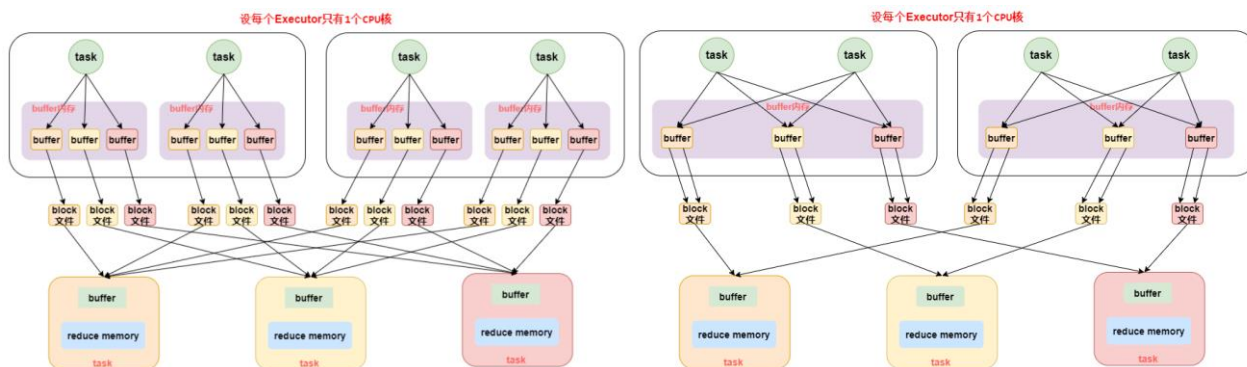 设每个Executor只有1个CPU核
task task task task
buffer内存 buffer内存 buffer内存 buffer内存
buffer buffer buffer buffer buffer buffer buffer buffer buffer buffer buffer buffer
block block block block block block block block block block block block
文件 文件 文件 文件 文件 文件 文件 文件 文件 文件 文件 文件
buffer buffer buffer
reduce memory reduce memory reduce memory
task task task
设每个Executor只有1个CPU核
task task task task
buffer内存 buffer内存
buffer buffer buffer buffer buffer buffer
block block block block block block
文件 文件 文件 文件 文件 文件
buffer buffer buffer
reduce memory reduce memory reduce memory
task task task